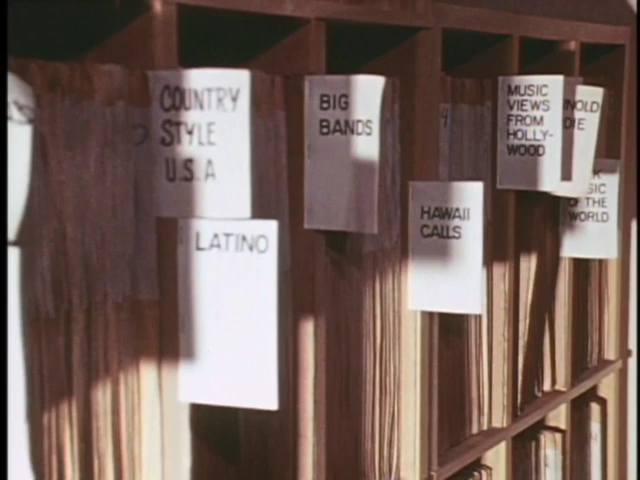 COUNTRY
STYLE
U.S.A
LATINO
BIG
BANDS
HAWAII
CALLS
MUSIC
VIEWS
FROM
HOLLY-
WOOD
OF THE
WORLD